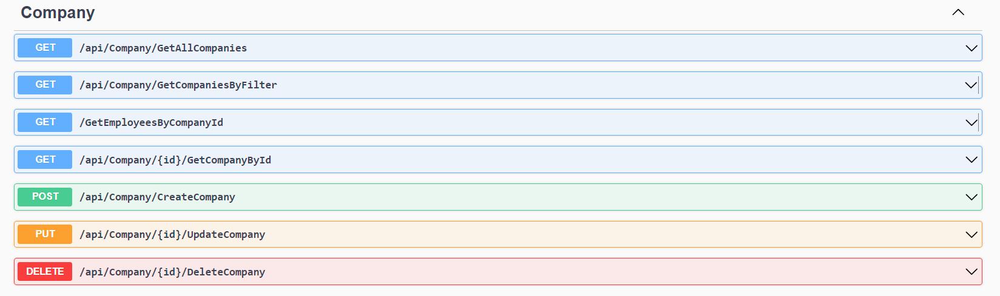 Company
GET /api/Company/GetAllCompanies
GET /api/Company/GetCompaniesByFilter
GET /GetEmployeesByCompanyId
GET /api/Company/{id}/GetCompanyById
POST /api/Company/CreateCompany
PUT /api/Company/{id}/UpdateCompany
DELETE /api/Company/{id}/DeleteCompany